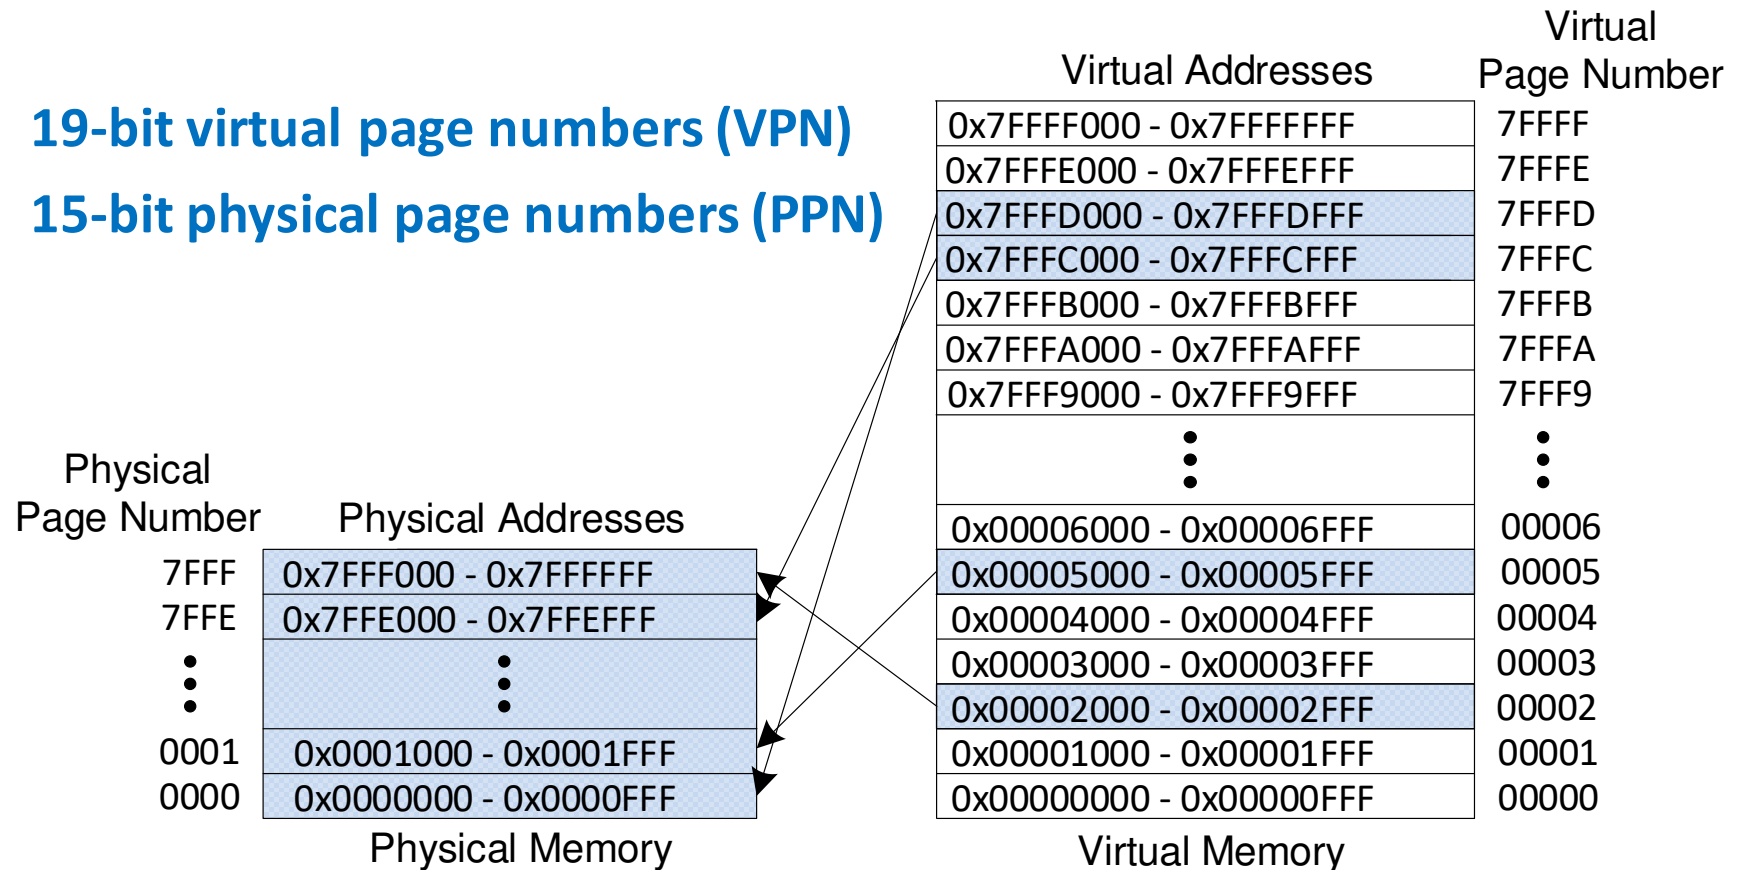 19-bit virtual page numbers (VPN)
15-bit physical page numbers (PPN)
Virtual Addresses
Virtual
Page Number
0x7FFFF000 - 0x7FFFFFFF 7FFFF
0x7FFFE000 - 0x7FFFEFFF 7FFFE
0x7FFFD000 - 0x7FFFDFFF 7FFFD
0x7FFFC000 - 0x7FFFCFFF 7FFFC
0x7FFFB000 - 0x7FFFBFFF 7FFFB
0x7FFFA000 - 0x7FFFAFFF 7FFFA
0x7FFF9000 - 0x7FFF9FFF 7FFF9
0x00006000 - 0x00006FFF 00006
0x00005000 - 0x00005FFF 00005
0x00004000 - 0x00004FFF 00004
0x00003000 - 0x00003FFF 00003
0x00002000 - 0x00002FFF 00002
0x00001000 - 0x00001FFF 00001
0x00000000 - 0x00000FFF 00000
Virtual Memory
Physical
Page Number
Physical Addresses
7FFF 0x7FFF000 - 0x7FFFFFF
7FFE 0x7FFE000 - 0x7FFEFFF
0001 0x0001000 - 0x0001FFF
0000 0x0000000 - 0x0000FFF
Physical Memory